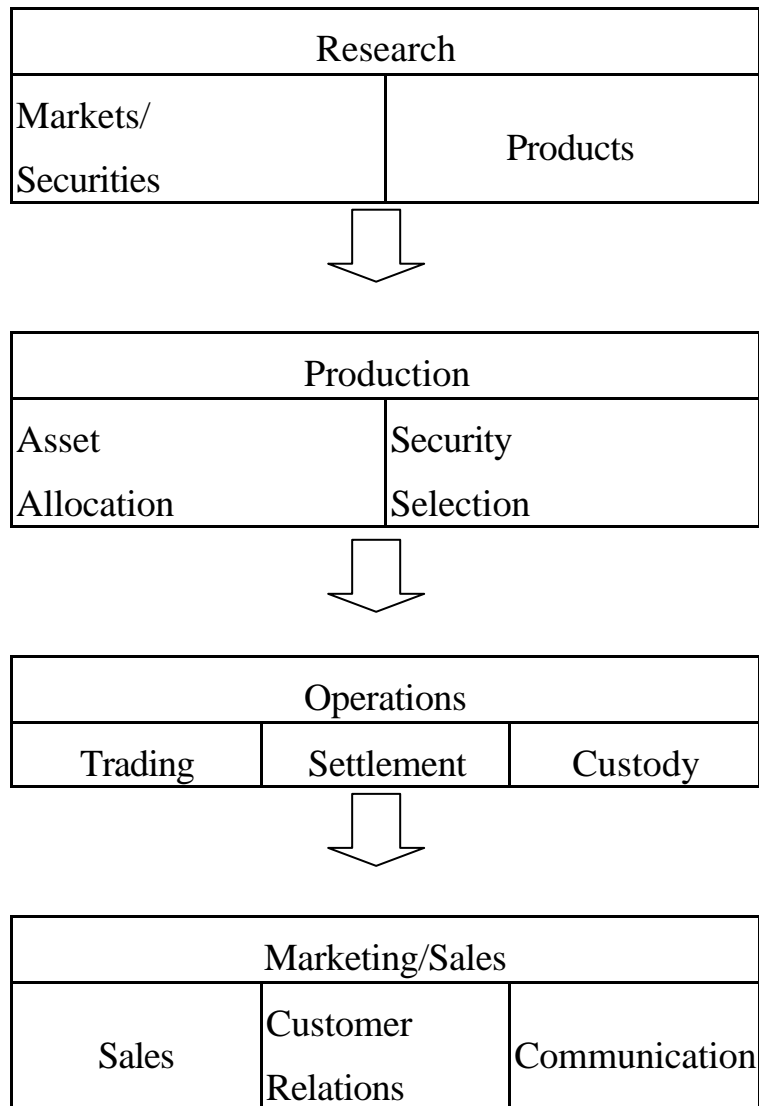 Research
Markets/
Securities
Products
Production
Asset
Allocation
Security
Selection
Operations
Trading
Settlement
Custody
Marketing/Sales
Sales
Customer
Relations
Communication